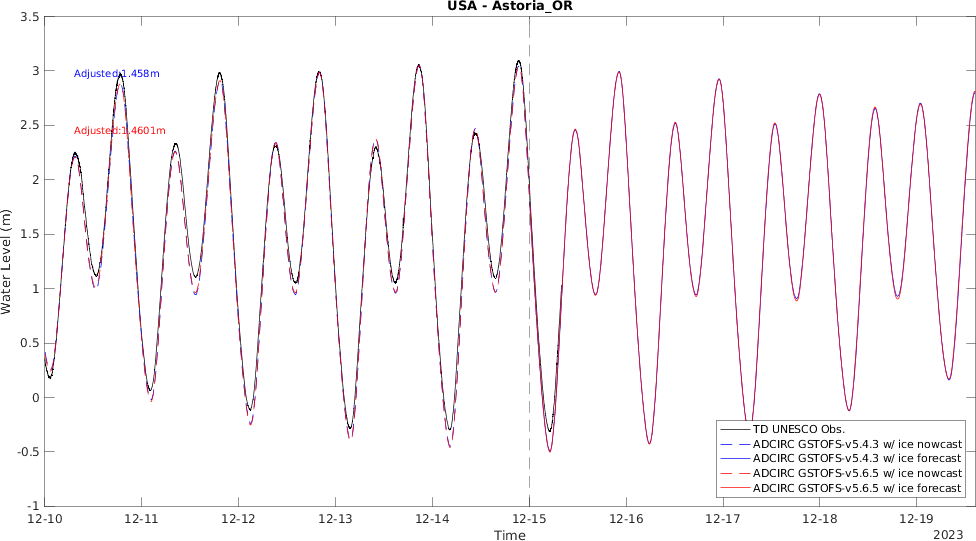 USA - Astoria_OR
3.5
3
2.5
2
1.5
1
0.5
0
-0.5
-1
Water Level (m)
Adjusted:1.458m
Adjusted:1.4601m
TD UNESCO Obs.
ADCIRC GSTOFS-v5.4.3 w/ ice nowcast
ADCIRC GSTOFS-v5.4.3 w/ ice forecast
ADCIRC GSTOFS-v5.6.5 w/ ice nowcast
ADCIRC GSTOFS-v5.6.5 w/ ice forecast
12-10 12-11 12-12 12-13 12-14 12-15 12-16 12-17 12-18 12-19
Time
2023